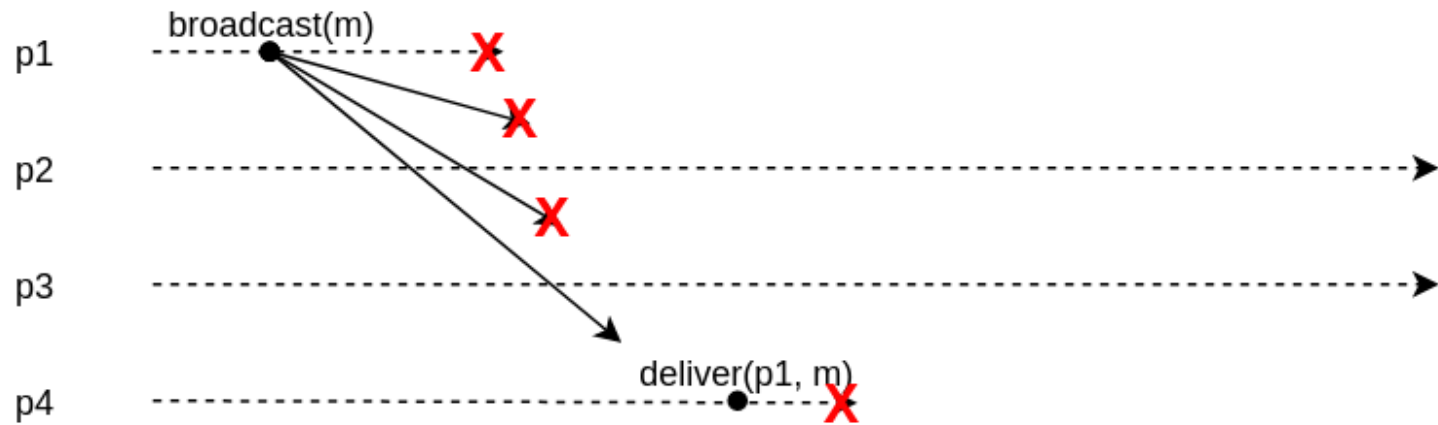 broadcast(m)
p1
X
X
p2
X
p3
deliver(p1, m)
p4
X